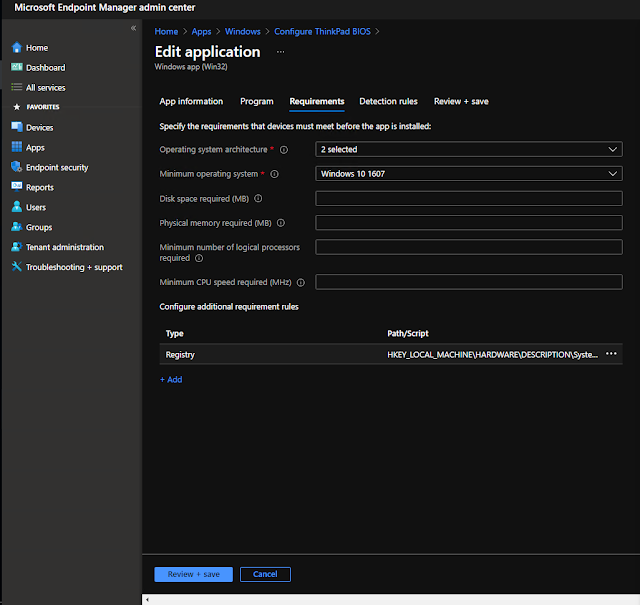 Microsoft Endpoint Manager admin center
«
Home
Dashboard
All services
FAVORITES
Devices
Apps
Endpoint security
Reports
Users
Groups
Tenant administration
Troubleshooting + support
Home > Apps > Windows > Configure ThinkPad BIOS >
Edit application ...
Windows app (Win32)
App information Program Requirements Detection rules Review + save
Specify the requirements that devices must meet before the app is installed:
Operating system architecture * 2 selected
Minimum operating system * Windows 10 1607
Disk space required (MB)
Physical memory required (MB)
Minimum number of logical processors
required
Minimum CPU speed required (MHz)
Configure additional requirement rules
Type Path/Script
Registry HKEY_LOCAL_MACHINE\HARDWARE\DESCRIPTION\Syste... ...
+ Add
Review + save Cancel